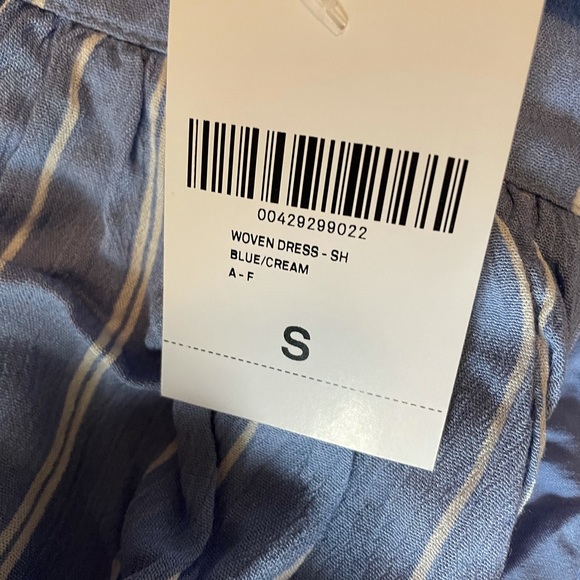 00429299022
WOVEN DRESS - SH
BLUE/CREAM
A - F
S